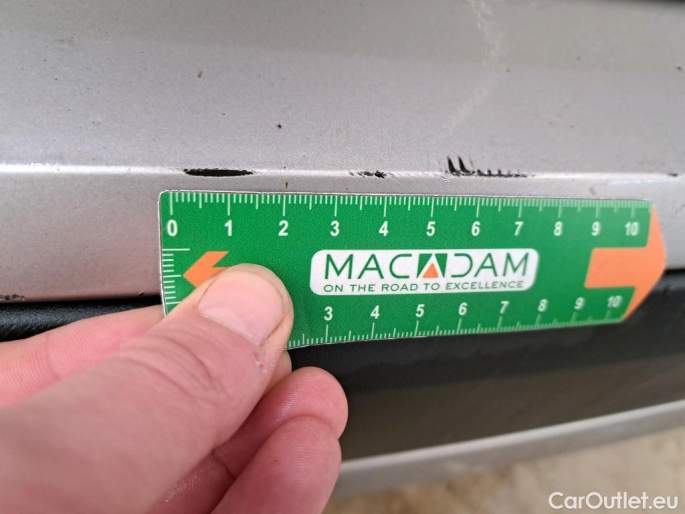 0 1 2 3 4 5 6 7 8 9 10
MACADAM
ON THE ROAD TO EXCELLENCE
3 4 5 6 7 8 9 10
CarOutlet.eu